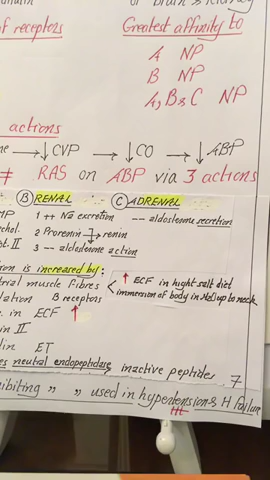 of receptors
Greatest affinity to
A NP
B NP
A, B & C NP
actions
↓ CVP → ↓ CO → ↓ ABP
≠ RAS on ABP via 3 actions
Ⓑ RENAL Ⓒ ADRENAL
1 ++ Na excretion -- aldosterone secretion
2 Prorenin → renin
3 -- aldosterone action
is increased by:
muscle fibres
↑ ECF in high salt diet
B receptors
immersion of body in H2O up to neck
in ECF ↑
in II
ET
neutral endopeptidase inactive peptides 7
" " used in hypertension & H failure